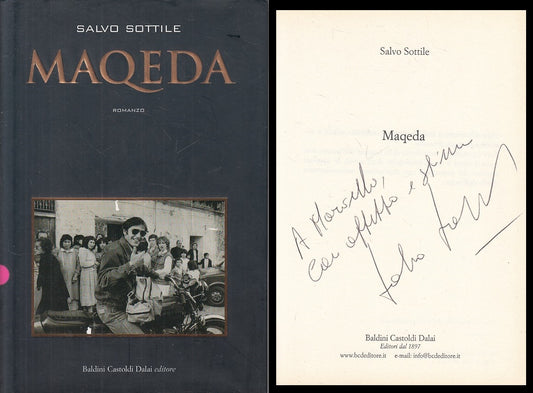 SALVO SOTTILE
MAQEDA
ROMANZO
Baldini Castoldi Dalai editore
Salvo Sottile
Maqeda
A Marcello,
con affetto e stima
Baldini Castoldi Dalai
Editori dal 1897
www.bcdeditore.it e-mail: info@bcdeditore.it